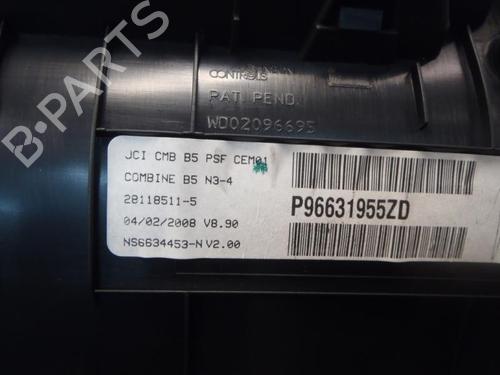 CONTROLS
PAT. PEND.
WD02096695
JCI CMB B5 PSF CEM01
COMBINE B5 N3-4
28118511-5
04/02/2008 V8.90
NS6634453-N V2.00
P96631955ZD
B-PARTS